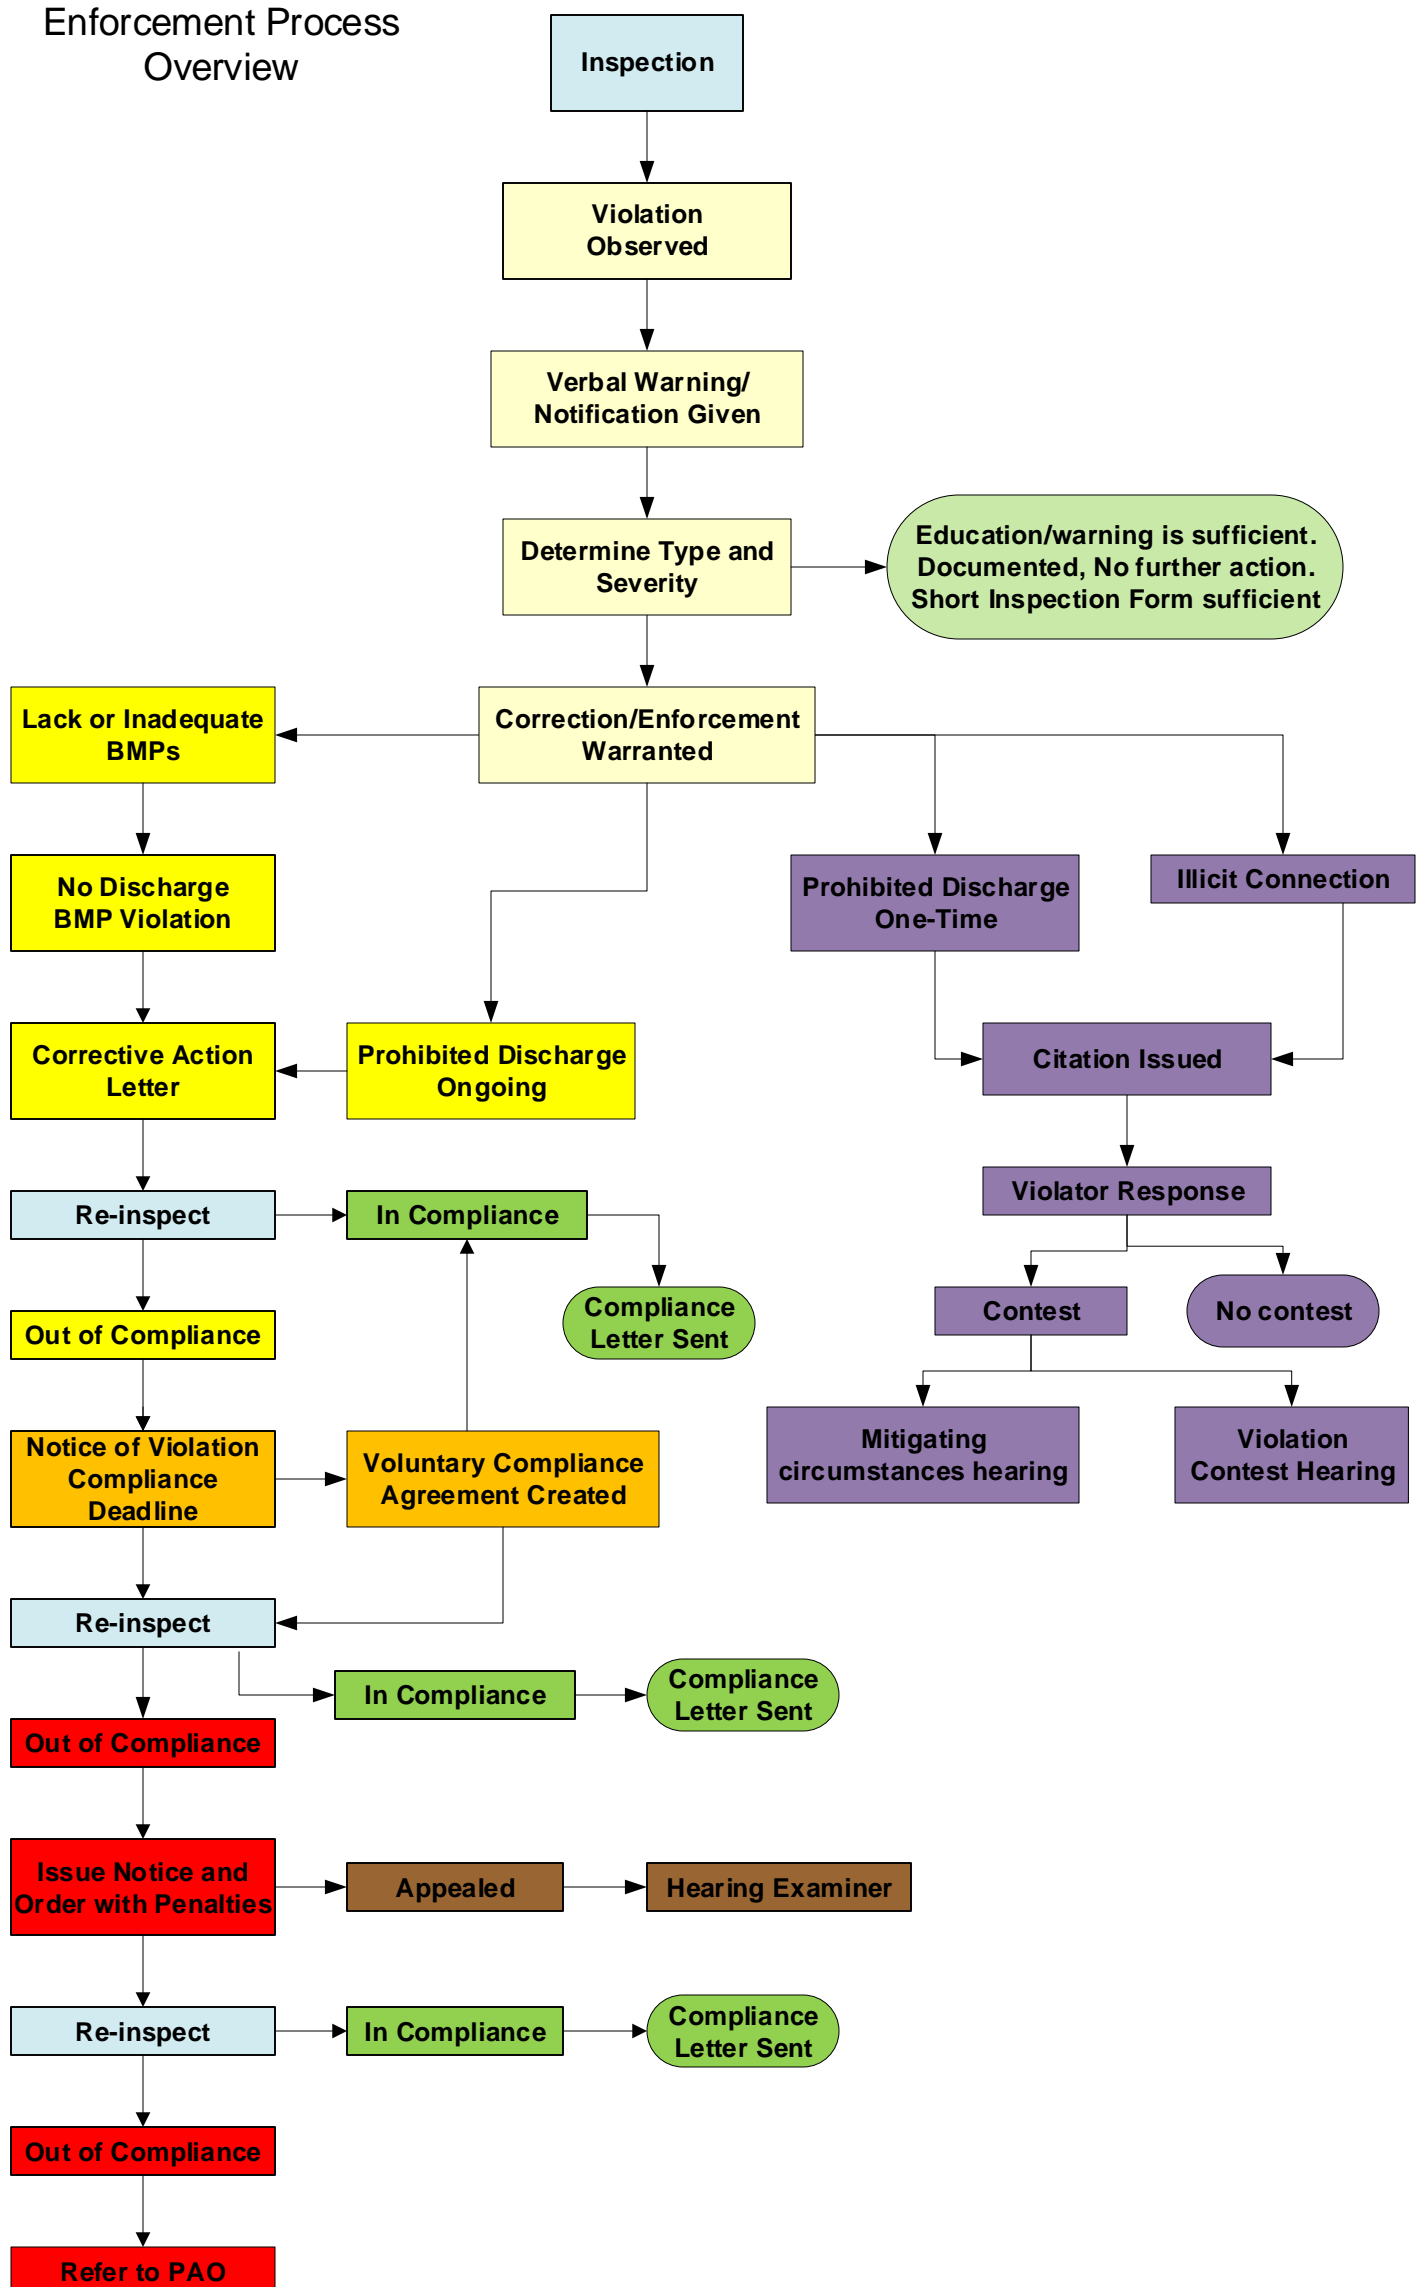 Enforcement Process
Overview
Inspection
Violation
Observed
Verbal Warning/
Notification Given
Determine Type and
Severity
Education/warning is sufficient.
Documented, No further action.
Short Inspection Form sufficient
Lack or Inadequate
BMPs
Correction/Enforcement
Warranted
No Discharge
BMP Violation
Prohibited Discharge
One-Time
Illicit Connection
Corrective Action
Letter
Prohibited Discharge
Ongoing
Citation Issued
Re-inspect
In Compliance
Violator Response
Compliance
Letter Sent
Contest
No contest
Out of Compliance
Notice of Violation
Compliance
Deadline
Voluntary Compliance
Agreement Created
Mitigating
circumstances hearing
Violation
Contest Hearing
Re-inspect
In Compliance
Compliance
Letter Sent
Out of Compliance
Issue Notice and
Order with Penalties
Appealed
Hearing Examiner
Re-inspect
In Compliance
Compliance
Letter Sent
Out of Compliance
Refer to PAO